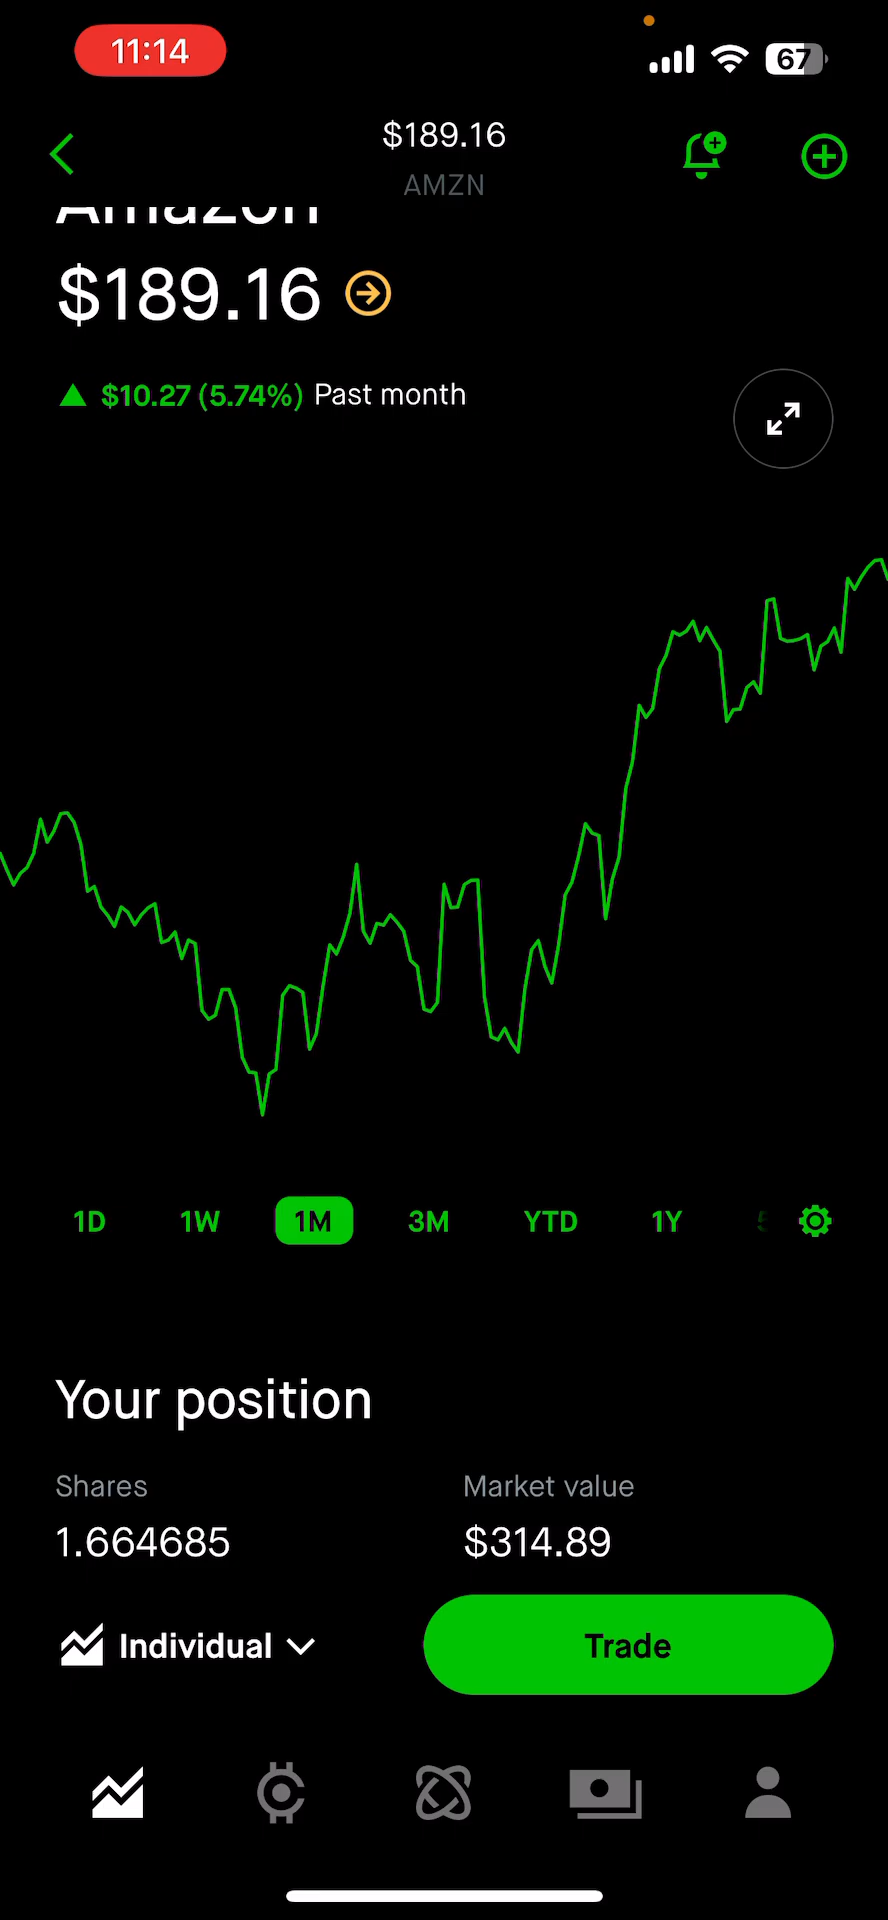 11:14
67
$189.16
AMZN
Amazon
$189.16
$10.27 (5.74%) Past month
1D 1W 1M 3M YTD 1Y
Your position
Shares Market value
1.664685 $314.89
Individual Trade